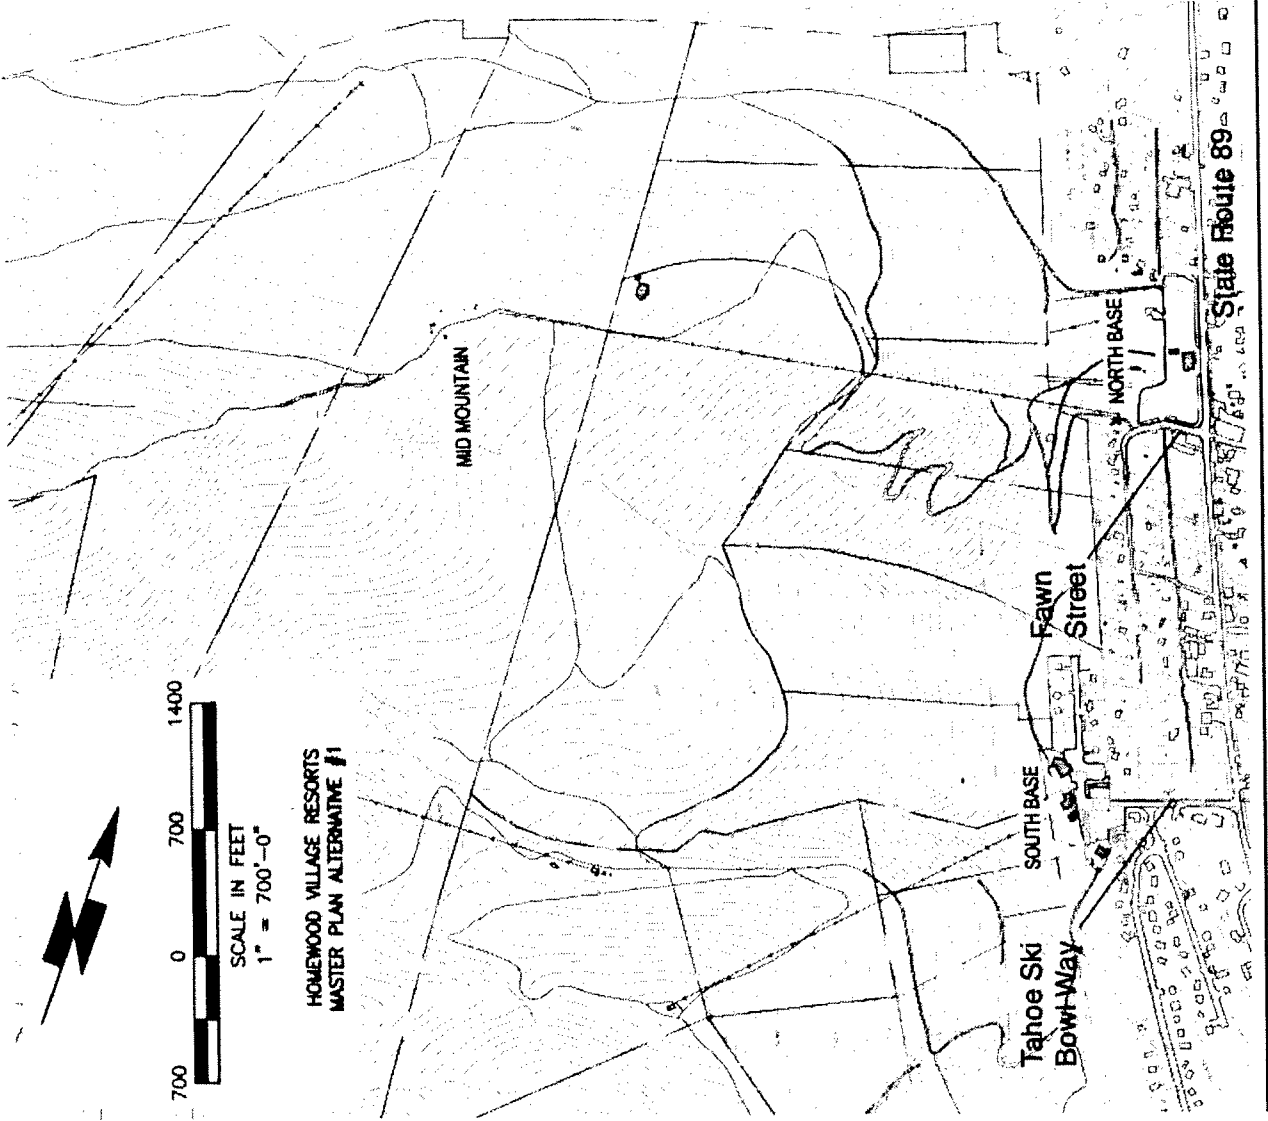 HOMEWOOD VILLAGE RESORTS
MASTER PLAN ALTERNATIVE #1
SCALE IN FEET
1" = 700'-0"
700
0
700
1400
MID MOUNTAIN
NORTH BASE
SOUTH BASE
State Route 89
Fawn
Street
Tahoe Ski
Bowl Way